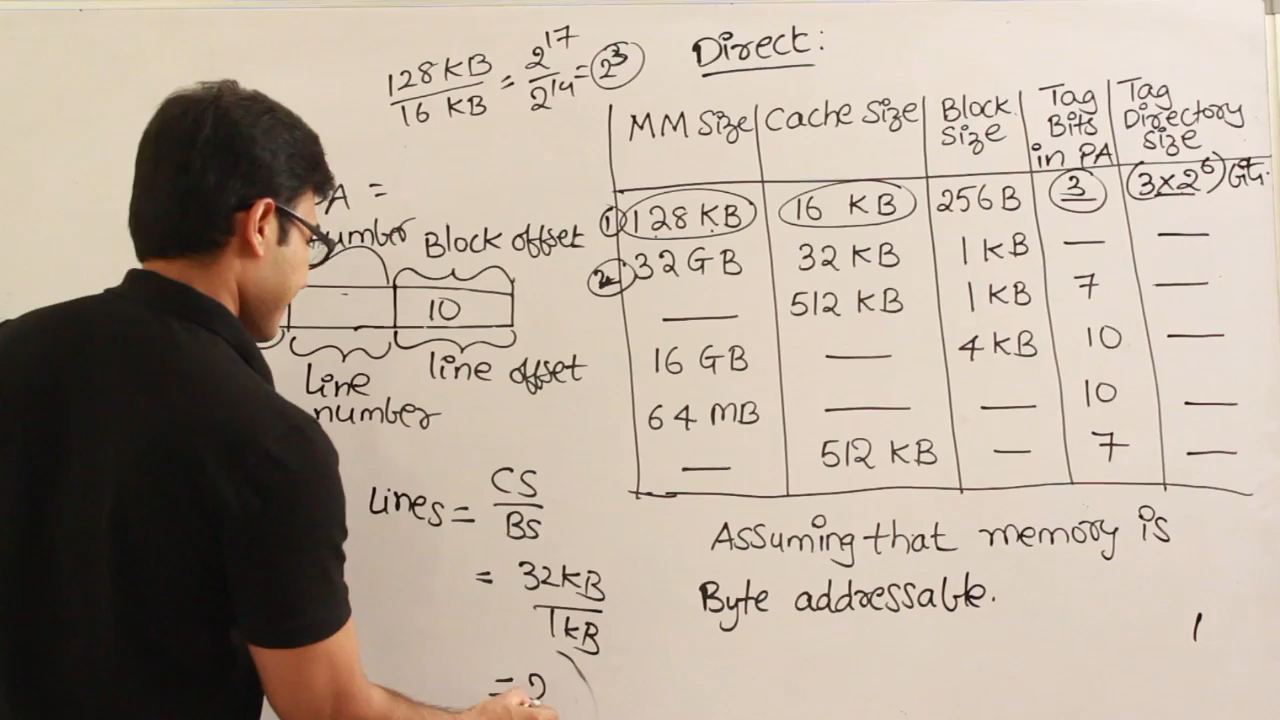 128 KB / 16 KB = 2^17 / 2^14 = 2^3
Direct:
MM Size | Cache Size | Block Size | Tag Bits in PA | Tag Directory Size
1 128 KB | 16 KB | 256 B | 3 | (3×2^6)
2 32 GB | 32 KB | 1 KB | — | —
— | 512 KB | 1 KB | 7 | —
16 GB | — | 4 KB | 10 | —
64 MB | — | — | 10 | —
— | 512 KB | — | 7 | —
Assuming that memory is
Byte addressable.
A =
number Block offset
10
Line number line offset
Lines = CS / BS
= 32KB / 1KB
=